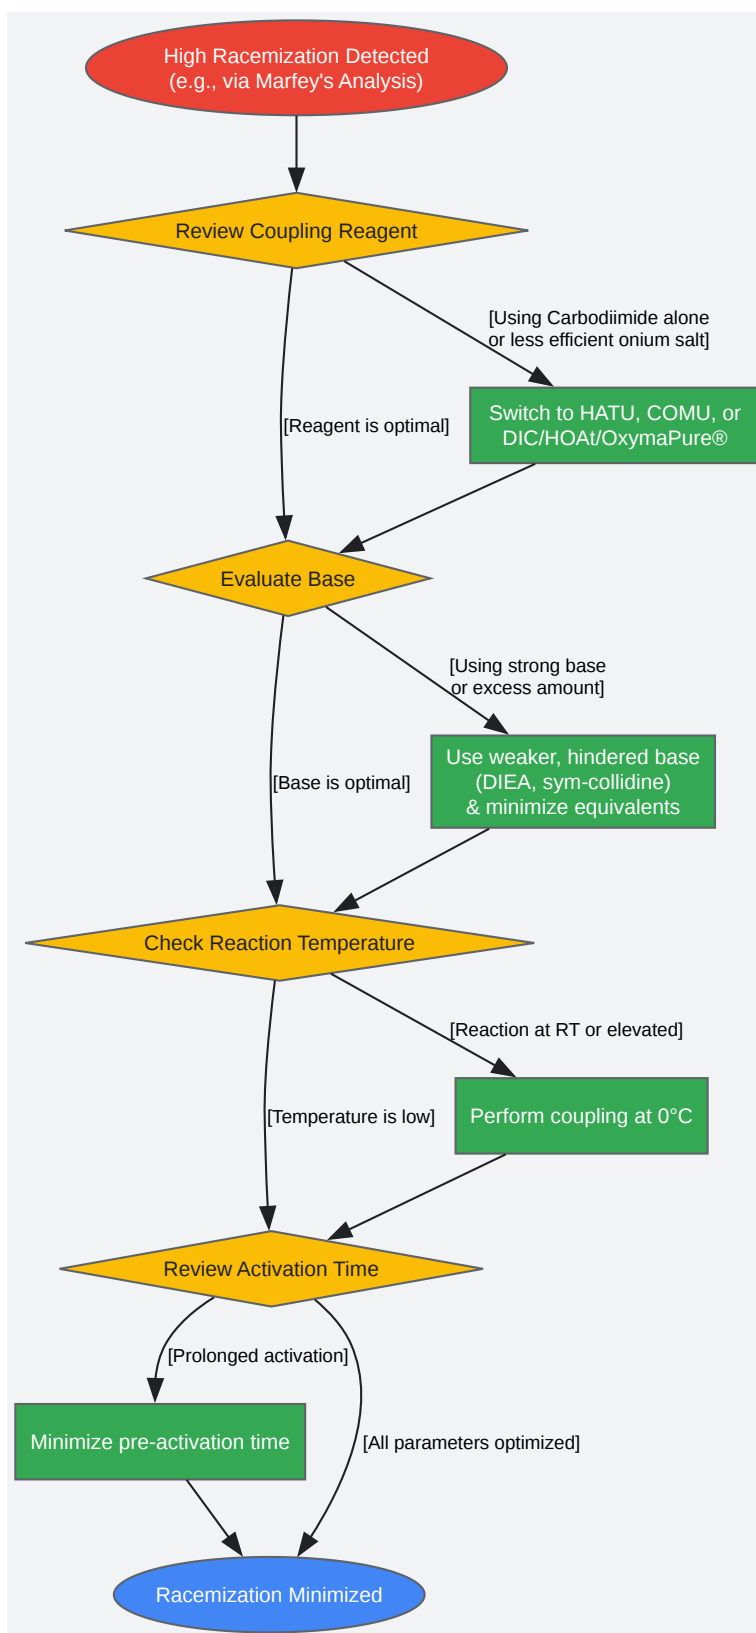 High Racemization Detected
(e.g., via Marfey's Analysis)
Review Coupling Reagent
[Using Carbodiimide alone
or less efficient onium salt]
Switch to HATU, COMU, or
DIC/HOAt/OxymaPure®
[Reagent is optimal]
Evaluate Base
[Using strong base
or excess amount]
Use weaker, hindered base
(DIEA, sym-collidine)
& minimize equivalents
[Base is optimal]
Check Reaction Temperature
[Reaction at RT or elevated]
Perform coupling at 0°C
[Temperature is low]
Review Activation Time
[Prolonged activation]
Minimize pre-activation time
[All parameters optimized]
Racemization Minimized